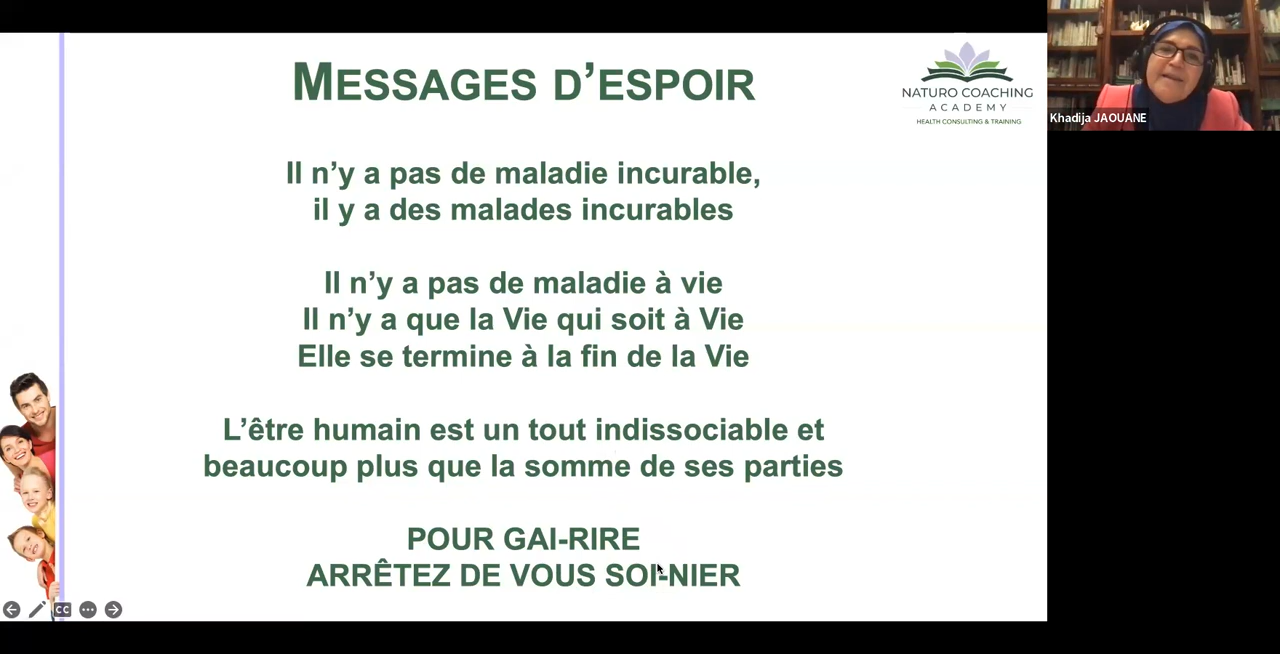 MESSAGES D’ESPOIR
NATURO COACHING
ACADEMY
HEALTH CONSULTING & TRAINING
Khadija JAOUANE
Il n’y a pas de maladie incurable,
il y a des malades incurables
Il n’y a pas de maladie à vie
Il n’y a que la Vie qui soit à Vie
Elle se termine à la fin de la Vie
L’être humain est un tout indissociable et
beaucoup plus que la somme de ses parties
POUR GAI-RIRE
ARRÊTEZ DE VOUS SOI-NIER
CC